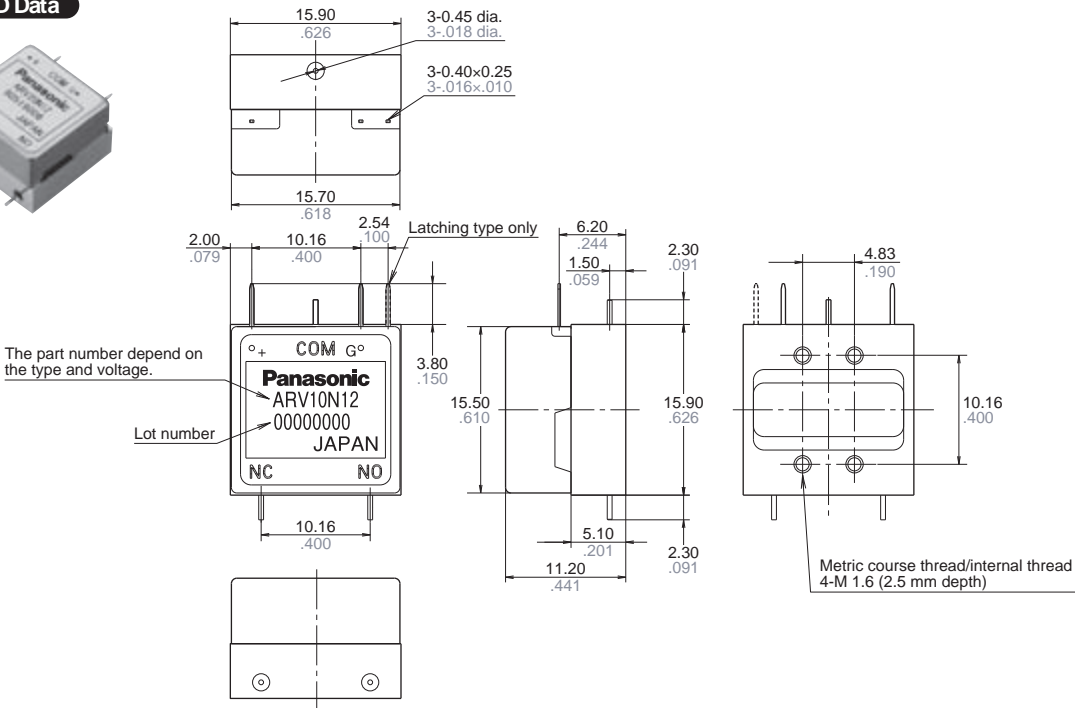 D Data
15.90
.626
3-0.45 dia.
3-.018 dia.
3-0.40×0.25
3-.016×.010
COM
Panasonic
JAPAN
NO
15.70
.618
2.00
.079
10.16
.400
2.54
.100
Latching type only
6.20
.244
1.50
.059
2.30
.091
4.83
.190
The part number depend on
the type and voltage.
Lot number
+ COM G
Panasonic
ARV10N12
00000000
JAPAN
NC NO
3.80
.150
15.50
.610
15.90
.626
10.16
.400
10.16
.400
5.10
.201
11.20
.441
2.30
.091
Metric course thread/internal thread
4-M 1.6 (2.5 mm depth)